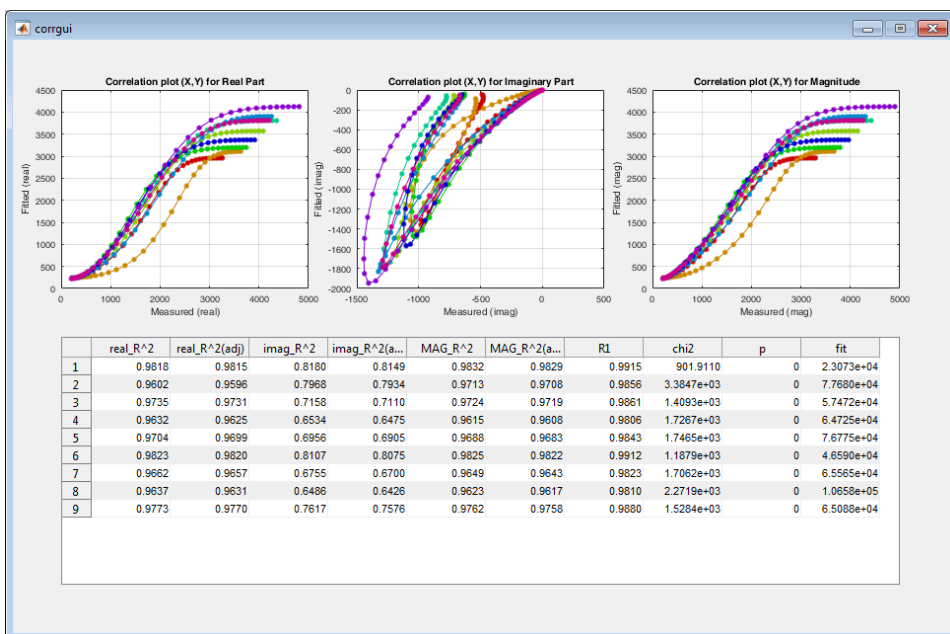 corrgui
Correlation plot (X,Y) for Real Part
Correlation plot (X,Y) for Imaginary Part
Correlation plot (X,Y) for Magnitude
4500
4000
3500
3000
2500
2000
1500
1000
500
0
Fitted (real)
0 1000 2000 3000 4000 5000
Measured (real)
0
-200
-400
-600
-800
-1000
-1200
-1400
-1600
-1800
-2000
Fitted (imag)
-1500 -1000 -500 0 500
Measured (imag)
4500
4000
3500
3000
2500
2000
1500
1000
500
0
Fitted (mag)
0 1000 2000 3000 4000 5000
Measured (mag)
real_R^2 real_R^2(adj) imag_R^2 imag_R^2(a... MAG_R^2 MAG_R^2(a... R1 chi2 p fit
1 0.9818 0.9815 0.8180 0.8149 0.9832 0.9829 0.9915 901.9110 0 2.3073e+04
2 0.9602 0.9596 0.7968 0.7934 0.9713 0.9708 0.9856 3.3847e+03 0 7.7680e+04
3 0.9735 0.9731 0.7158 0.7110 0.9724 0.9719 0.9861 1.4093e+03 0 5.7472e+04
4 0.9632 0.9625 0.6534 0.6475 0.9615 0.9608 0.9806 1.7267e+03 0 6.4725e+04
5 0.9704 0.9699 0.6956 0.6905 0.9688 0.9683 0.9843 1.7465e+03 0 7.6775e+04
6 0.9823 0.9820 0.8107 0.8075 0.9825 0.9822 0.9912 1.1879e+03 0 4.6590e+04
7 0.9662 0.9657 0.6755 0.6700 0.9649 0.9643 0.9823 1.7062e+03 0 6.5565e+04
8 0.9637 0.9631 0.6486 0.6426 0.9623 0.9617 0.9810 2.2719e+03 0 1.0658e+05
9 0.9773 0.9770 0.7617 0.7576 0.9762 0.9758 0.9880 1.5284e+03 0 6.5088e+04